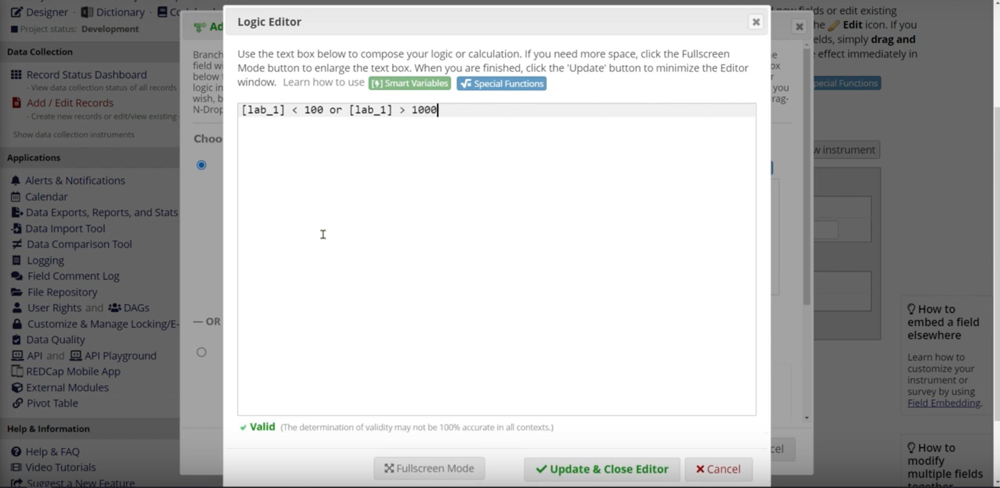 Designer · Dictionary ·
Project status: Development
Data Collection
Record Status Dashboard
- View data collection status of all records
Add / Edit Records
- Create new records or edit/view existing
Show data collection instruments
Applications
Alerts & Notifications
Calendar
Data Exports, Reports, and Stats
Data Import Tool
Data Comparison Tool
Logging
Field Comment Log
File Repository
User Rights and DAGs
Customize & Manage Locking/E-
Data Quality
API and API Playground
REDCap Mobile App
External Modules
Pivot Table
Help & Information
Help & FAQ
Video Tutorials
Suggest a New Feature
Ad
Branch
field wi
below
logic in
wish, b
N-Drop
Choo
— OR
Logic Editor
Use the text box below to compose your logic or calculation. If you need more space, click the Fullscreen
Mode button to enlarge the text box. When you are finished, click the 'Update' button to minimize the Editor
window. Learn how to use [⚡] Smart Variables √x Special Functions
[lab_1] < 100 or [lab_1] > 1000
Valid (The determination of validity may not be 100% accurate in all contexts.)
Fullscreen Mode
Update & Close Editor
Cancel
you
rag-
cel
fields or edit existing
he Edit icon. If you
elds, simply drag and
effect immediately in
pecial Functions
w instrument
How to
embed a field
elsewhere
Learn how to
customize your
instrument or
survey by using
Field Embedding.
How to
modify
multiple fields
together